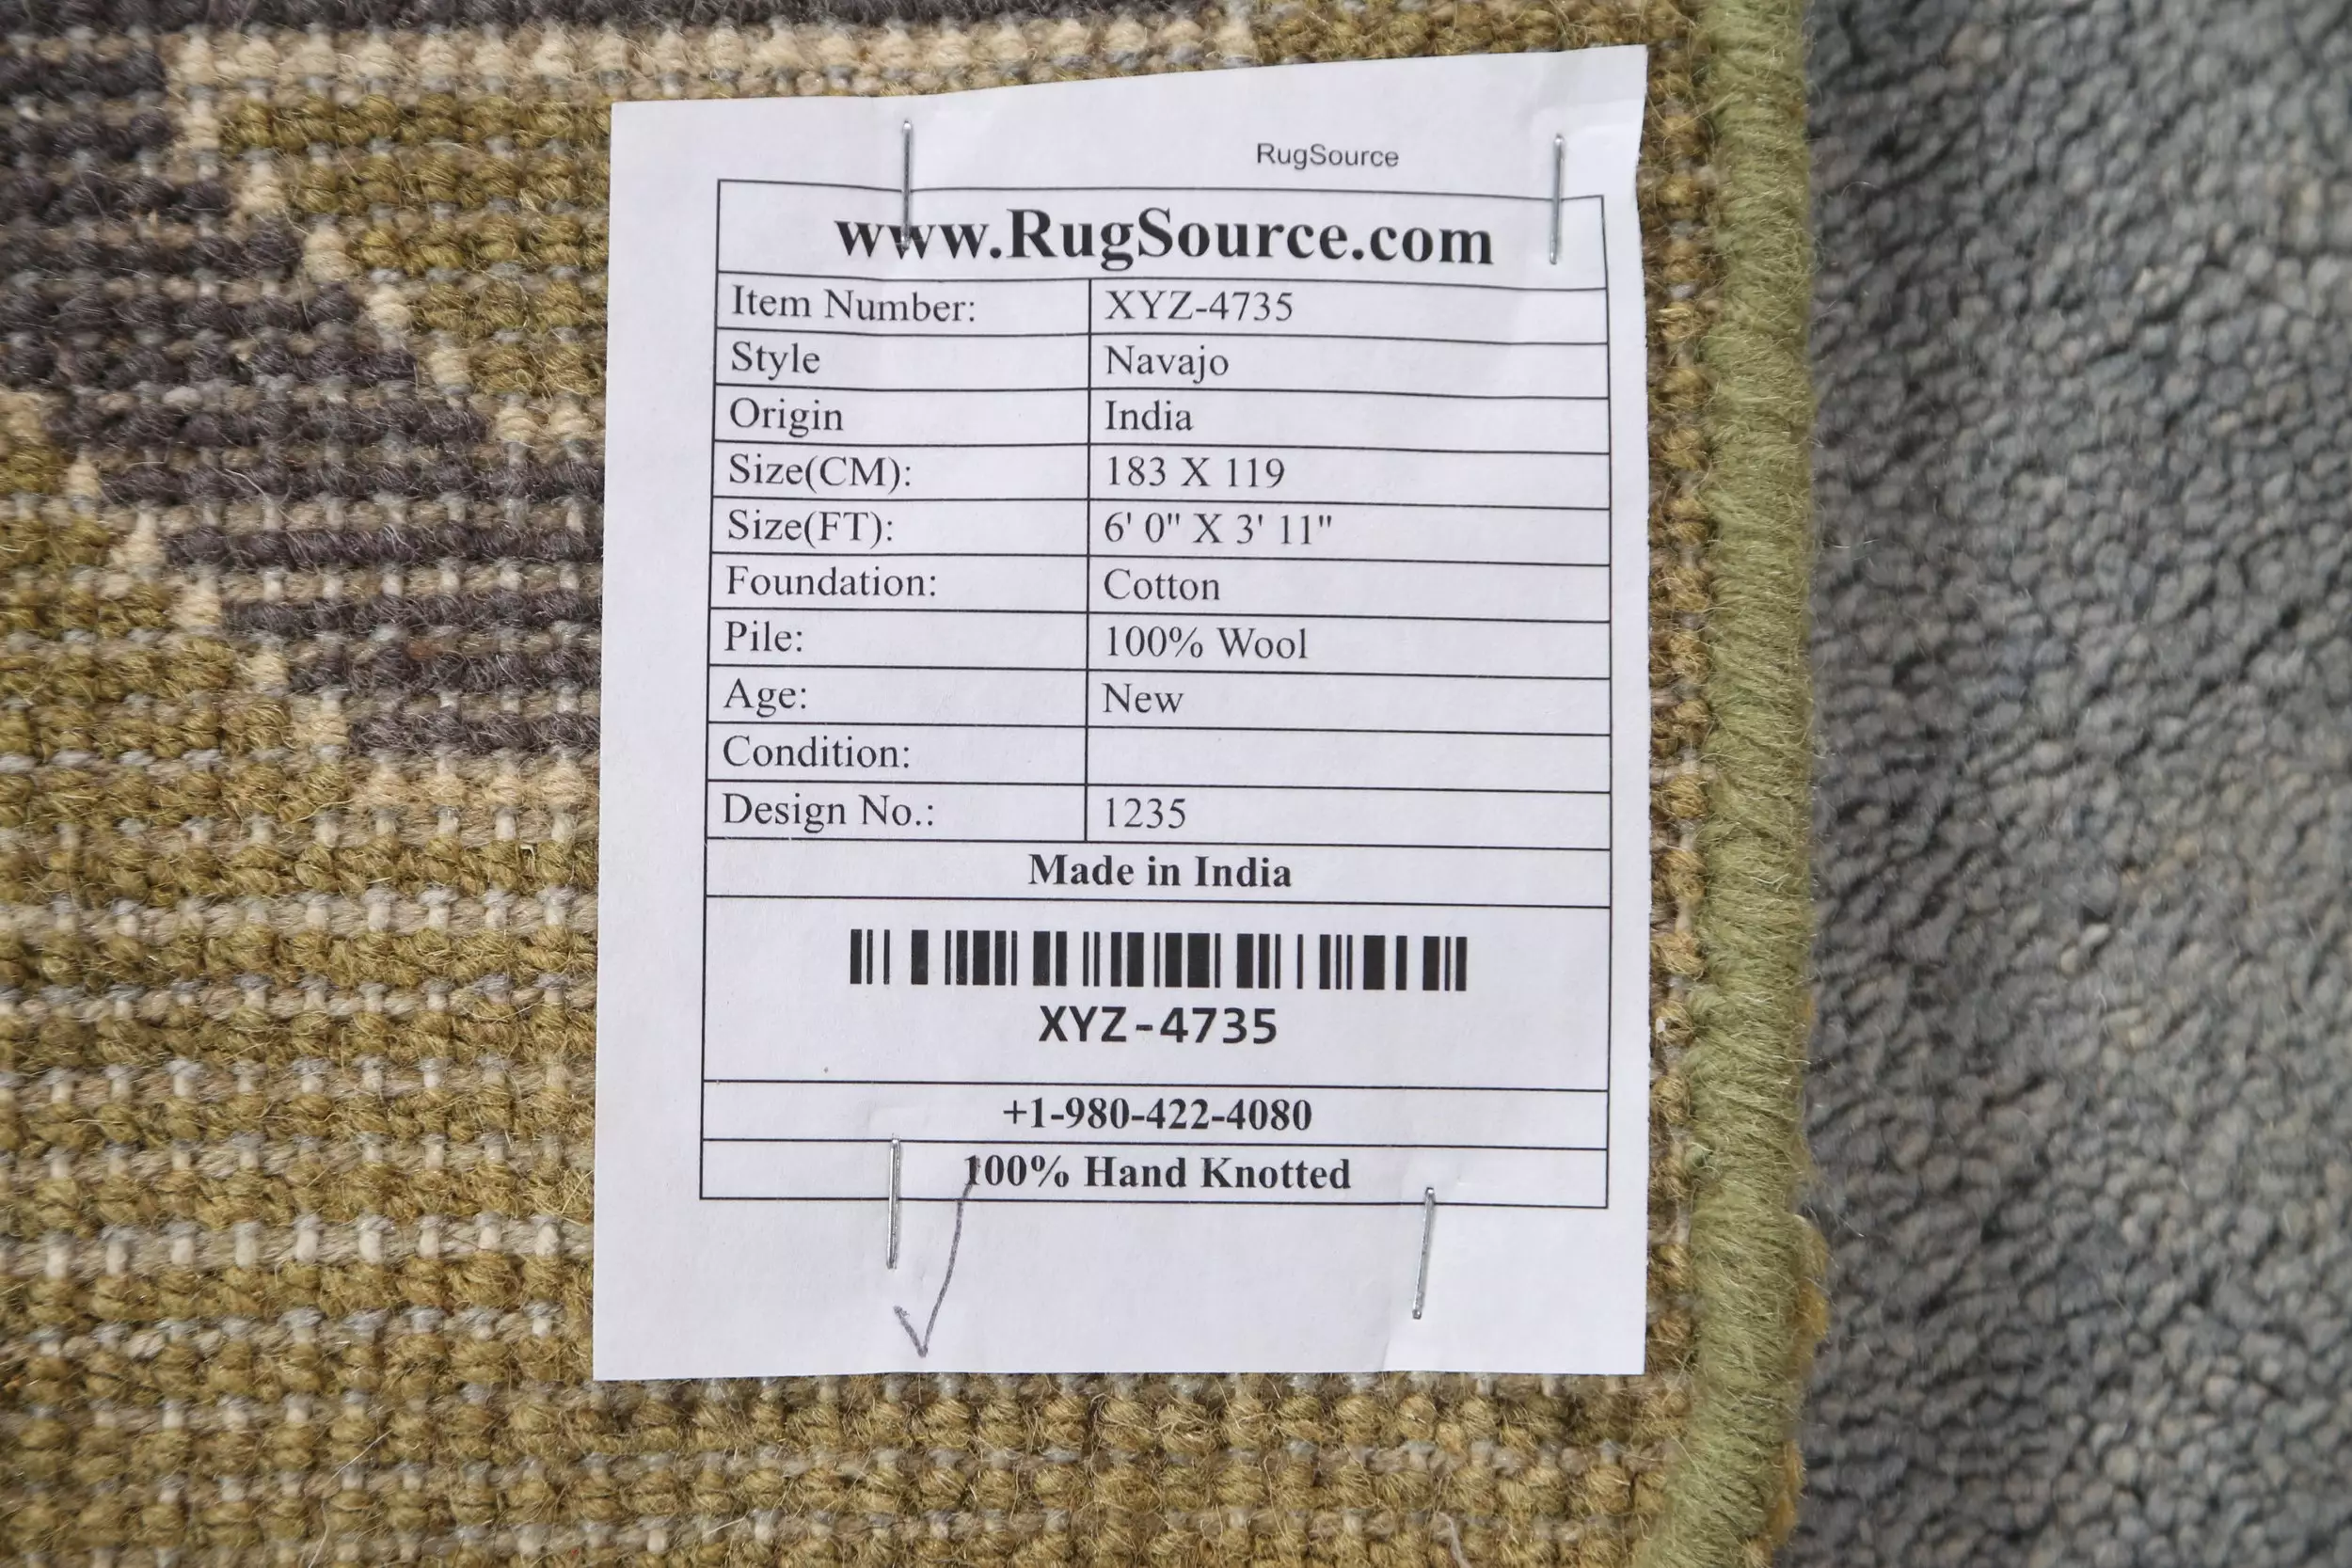 RugSource
www.RugSource.com
Item Number: XYZ-4735
Style Navajo
Origin India
Size(CM): 183 X 119
Size(FT): 6' 0" X 3' 11"
Foundation: Cotton
Pile: 100% Wool
Age: New
Condition:
Design No.: 1235
Made in India
XYZ-4735
+1-980-422-4080
100% Hand Knotted